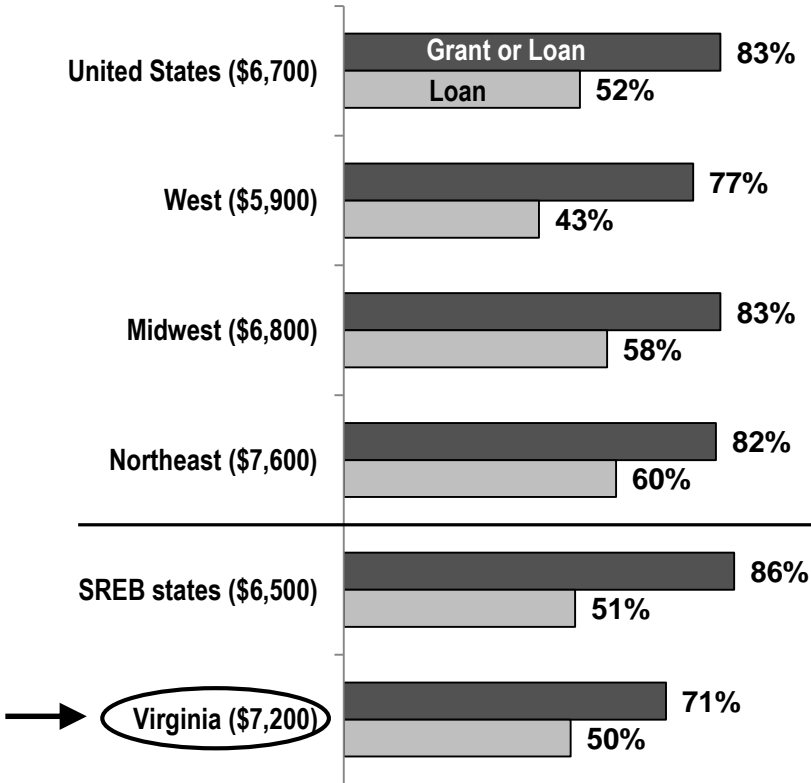 Grant or Loan
83%
United States ($6,700)
Loan
52%
77%
West ($5,900)
43%
83%
Midwest ($6,800)
58%
82%
Northeast ($7,600)
60%
86%
SREB states ($6,500)
51%
71%
Virginia ($7,200)
50%